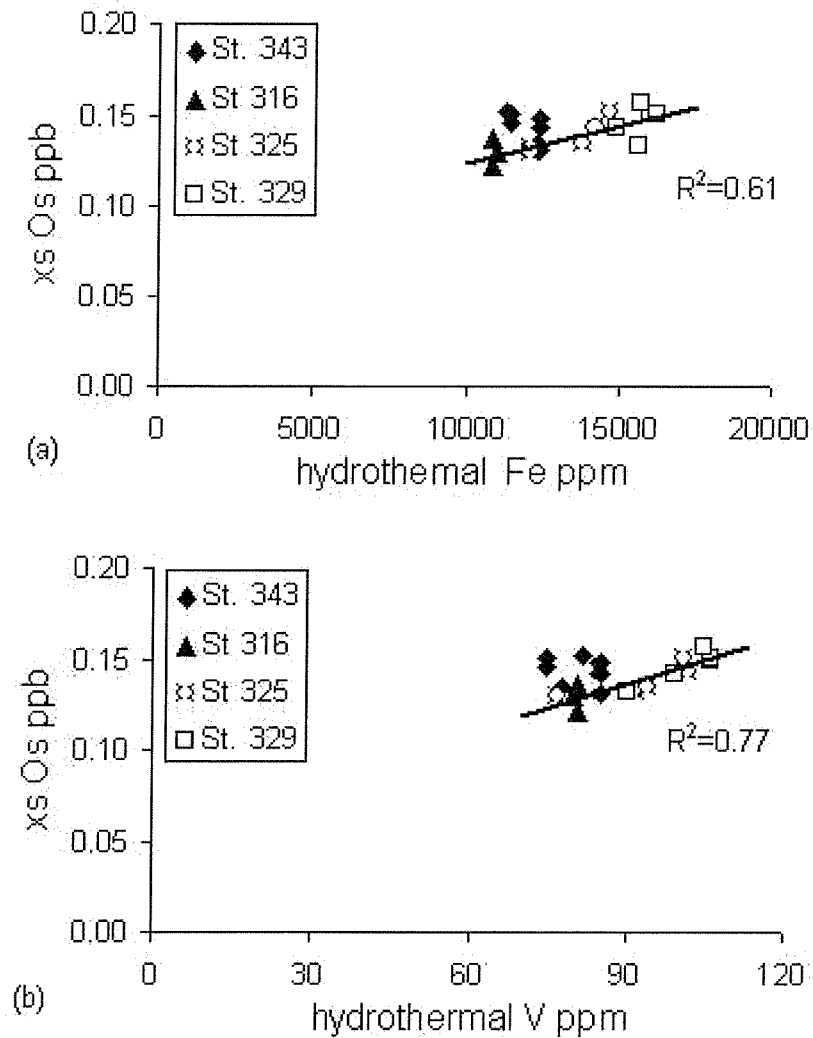 0.20
St. 343
St 316
St 325
St. 329
0.15
0.10
0.05
0.00
xs Os ppb
R²=0.61
0 5000 10000 15000 20000
(a)
hydrothemal Fe ppm
0.20
St. 343
St 316
St 325
St. 329
0.15
0.10
0.05
0.00
xs Os ppb
R²=0.77
0 30 60 90 120
(b)
hydrothermal V ppm